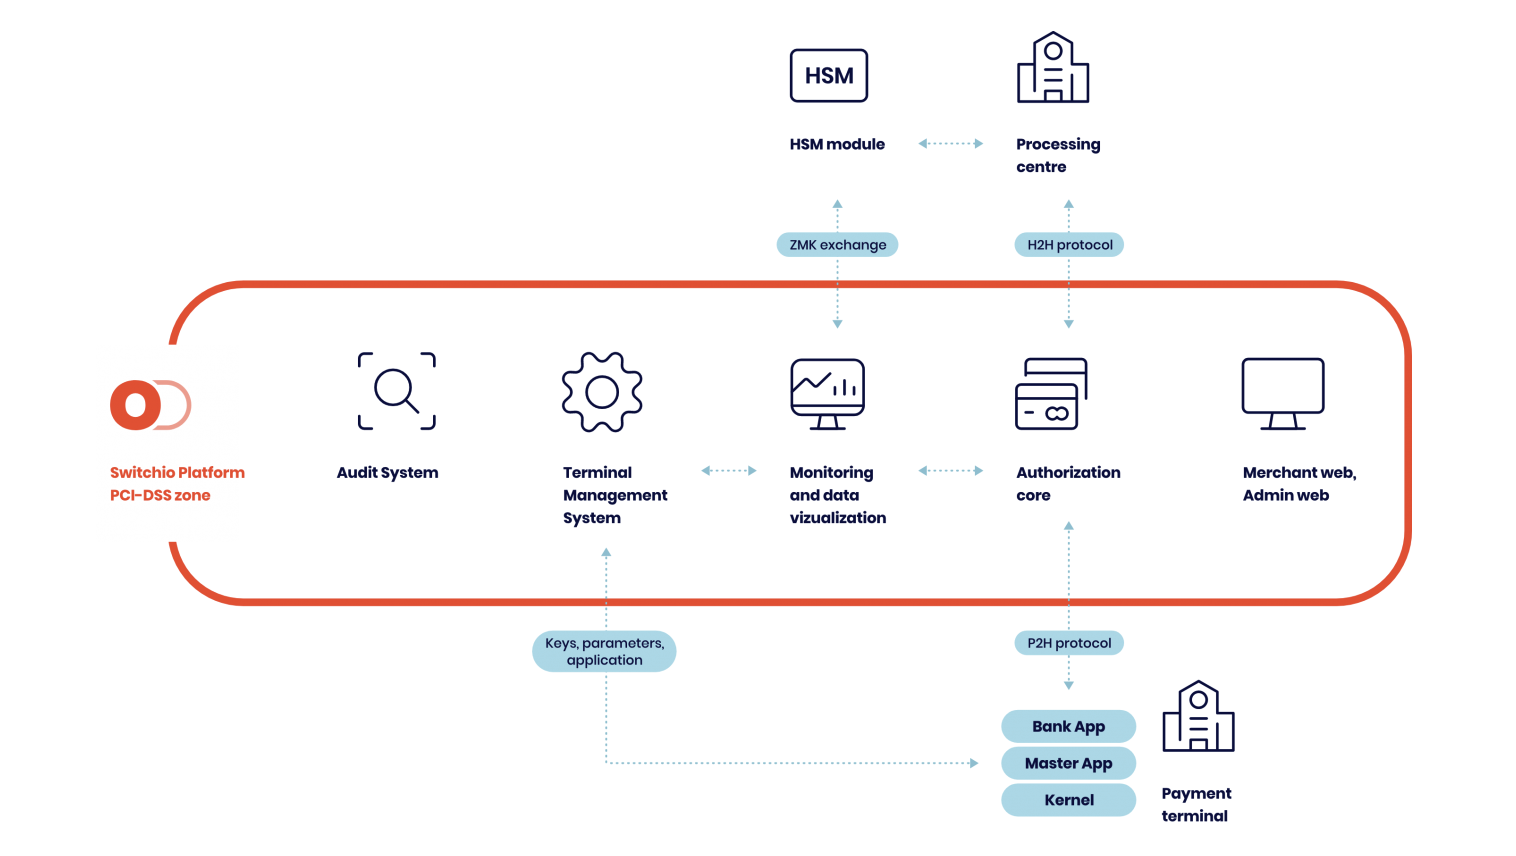 HSM
HSM module
Processing
centre
ZMK exchange
H2H protocol
Switchio Platform
PCI-DSS zone
Audit System
Terminal
Management
System
Monitoring
and data
vizualization
Authorization
core
Merchant web,
Admin web
Keys, parameters,
application
P2H protocol
Bank App
Master App
Kernel
Payment
terminal